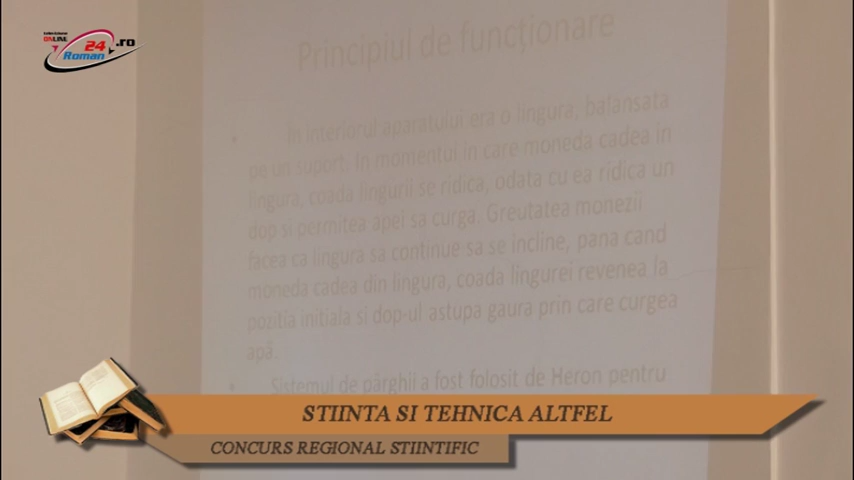 ONLINE
24.ro
Roman
Principiul de funcționare
In interiorul aparatului era o lingura, balansata
pe un suport. In momentul in care moneda cadea in
lingura, coada lingurii se ridica, odata cu ea ridica un
dop si permitea apei sa curga. Greutatea monezii
facea ca lingura sa continue sa se incline, pana cand
moneda cadea din lingura, coada lingurei revenea la
pozitia initiala si dop-ul astupa gaura prin care curgea
apă.
Sistemul de pârghii a fost folosit de Heron pentru
STIINTA SI TEHNICA ALTFEL
CONCURS REGIONAL STIINTIFIC